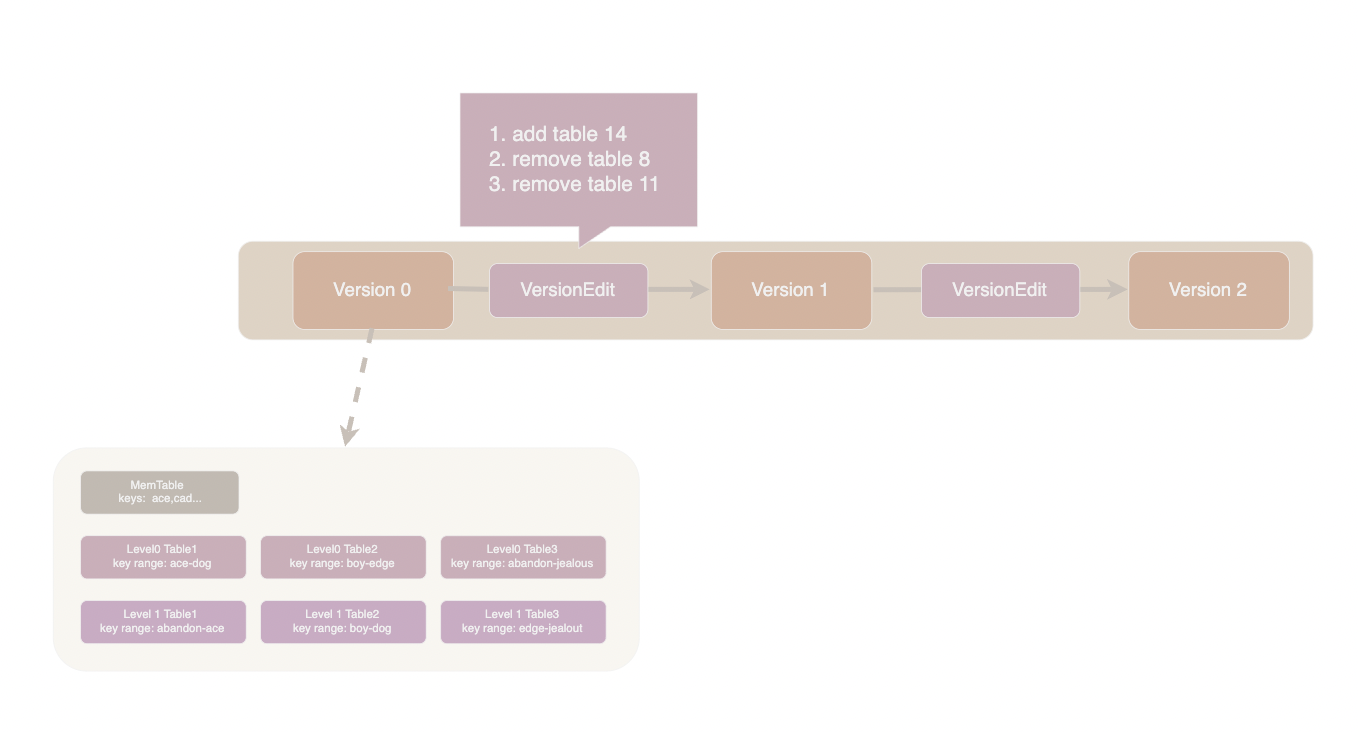 1. add table 14
2. remove table 8
3. remove table 11
Version 0
VersionEdit
Version 1
VersionEdit
Version 2
MemTable
keys: ace,cad...
Level0 Table1
key range: ace-dog
Level0 Table2
key range: boy-edge
Level0 Table3
key range: abandon-jealous
Level 1 Table1
key range: abandon-ace
Level 1 Table2
key range: boy-dog
Level 1 Table3
key range: edge-jealout